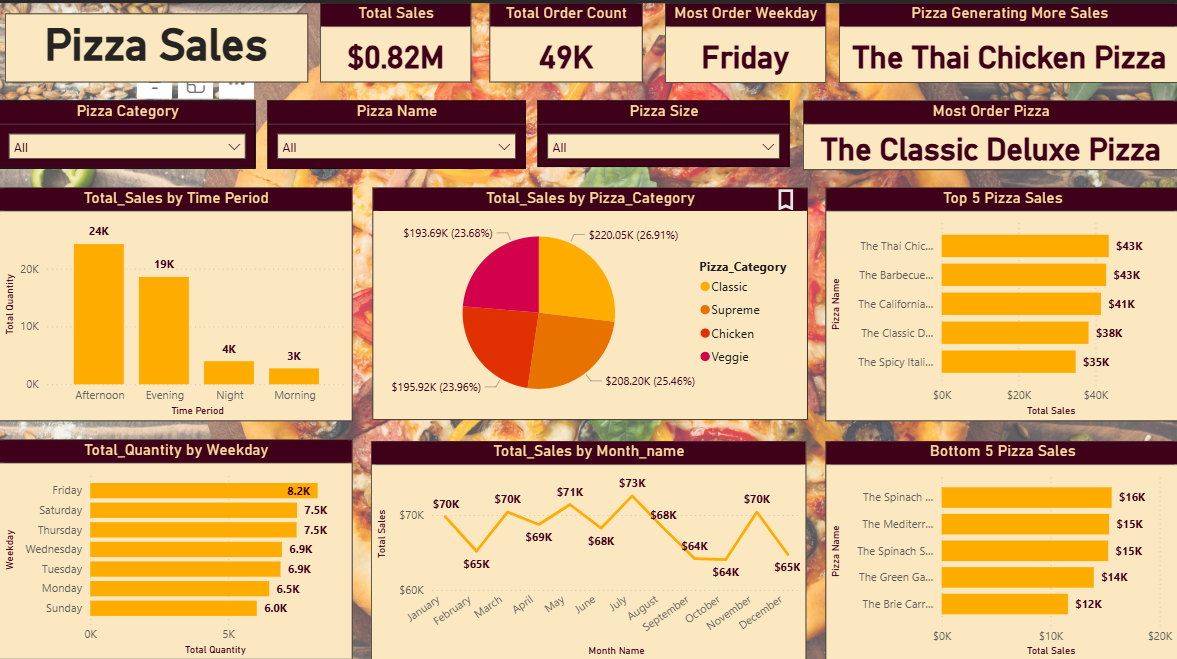 Pizza Sales
Total Sales
$0.82M
Total Order Count
49K
Most Order Weekday
Friday
Pizza Generating More Sales
The Thai Chicken Pizza
Pizza Category
All
Pizza Name
All
Pizza Size
All
Most Order Pizza
The Classic Deluxe Pizza
Total_Sales by Time Period
Total Quantity
20K
10K
0K
24K
19K
4K
3K
Afternoon
Evening
Night
Morning
Time Period
Total_Sales by Pizza_Category
$193.69K (23.68%)
$220.05K (26.91%)
$195.92K (23.96%)
$208.20K (25.46%)
Pizza_Category
Classic
Supreme
Chicken
Veggie
Top 5 Pizza Sales
Pizza Name
The Thai Chic... $43K
The Barbecue... $43K
The California... $41K
The Classic D... $38K
The Spicy Itali... $35K
$0K $20K $40K
Total Sales
Total_Quantity by Weekday
Weekday
Friday 8.2K
Saturday 7.5K
Thursday 7.5K
Wednesday 6.9K
Tuesday 6.9K
Monday 6.5K
Sunday 6.0K
0K 5K
Total Quantity
Total_Sales by Month_name
Total Sales
$70K
$60K
$70K
$65K
$70K
$69K
$71K
$68K
$73K
$68K
$64K
$64K
$70K
$65K
January
February
March
April
May
June
July
August
September
October
November
December
Month Name
Bottom 5 Pizza Sales
Pizza Name
The Spinach ... $16K
The Mediterr... $15K
The Spinach S... $15K
The Green Ga... $14K
The Brie Carr... $12K
$0K $10K $20K
Total Sales